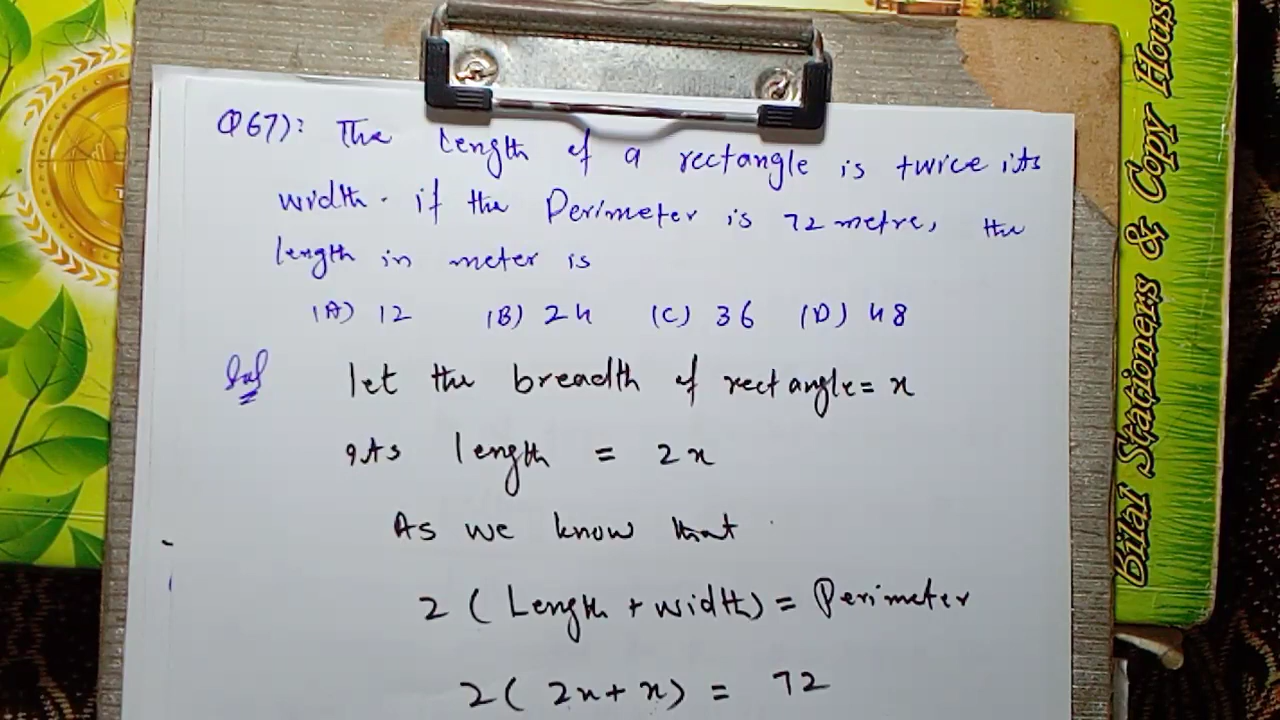 Q67): The length of a rectangle is twice its
width. if the Perimeter is 72 metre, the
length in meter is
(A) 12 (B) 24 (C) 36 (D) 48
Sol let the breadth of rectangle = x
Its length = 2x
As we know that
2 (Length + width) = Perimeter
2( 2x + x) = 72
Bilal Stationers & Copy House